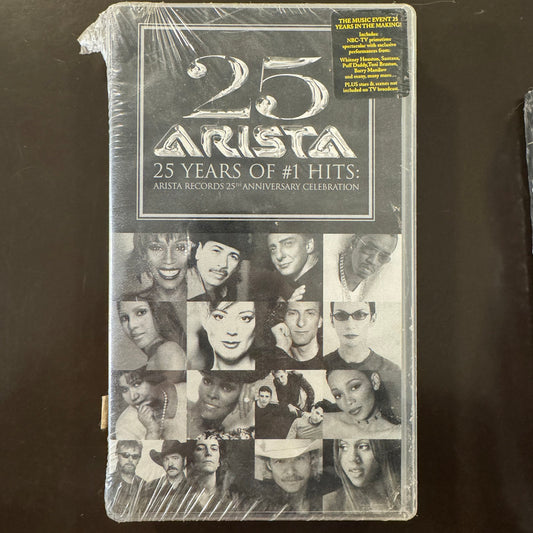 THE MUSIC EVENT 25
YEARS IN THE MAKING!
Includes:
NBC-TV primetime
spectacular with exclusive
performances from:
Whitney Houston, Santana,
Puff Daddy, Toni Braxton,
Barry Manilow
and many, many more...
PLUS stars & scenes not
included on TV broadcast.
25
ARISTA
25 YEARS OF #1 HITS:
ARISTA RECORDS 25TH ANNIVERSARY CELEBRATION